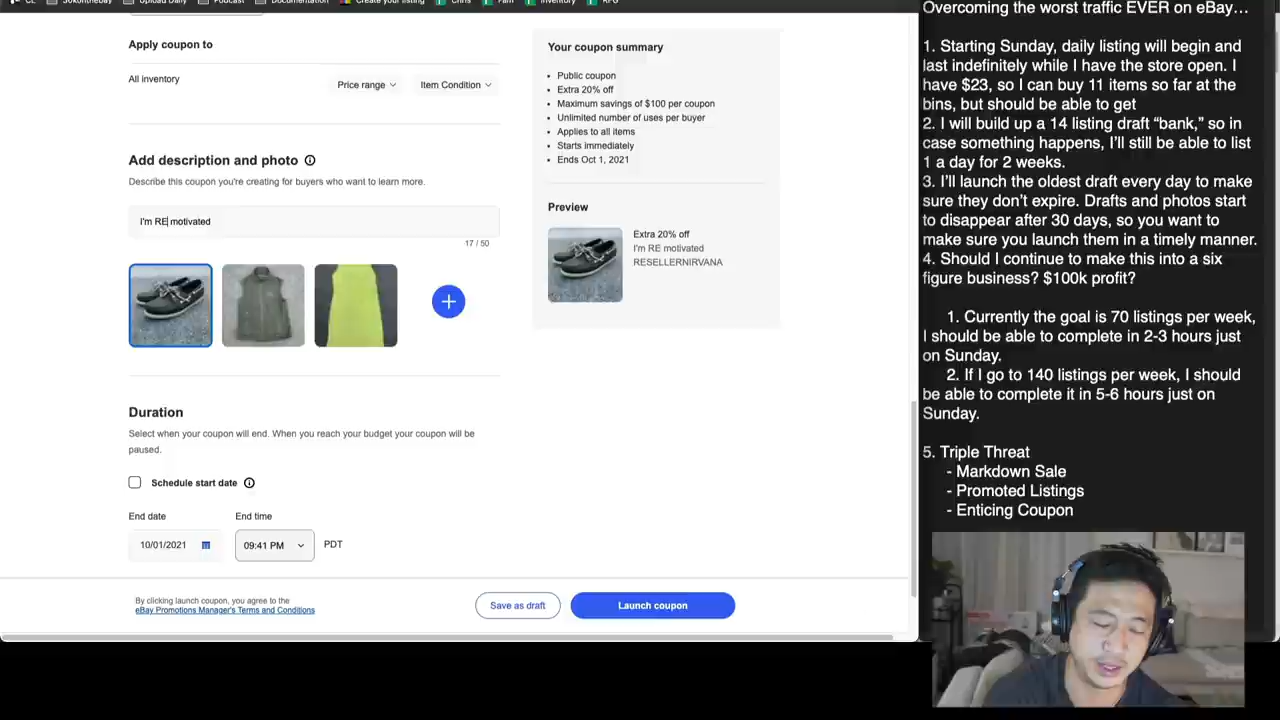 Upload Daily
Podcast
Documentation
Create your listing
Chris
Inventory
Apply coupon to
All inventory
Price range
Item Condition
Add description and photo
Describe this coupon you're creating for buyers who want to learn more.
I'm RE motivated
17 / 50
Duration
Select when your coupon will end. When you reach your budget your coupon will be
paused.
Schedule start date
End date
End time
10/01/2021
09:41 PM
PDT
By clicking launch coupon, you agree to the
eBay Promotions Manager's Terms and Conditions
Save as draft
Launch coupon
Your coupon summary
• Public coupon
• Extra 20% off
• Maximum savings of $100 per coupon
• Unlimited number of uses per buyer
• Applies to all items
• Starts immediately
• Ends Oct 1, 2021
Preview
Extra 20% off
I'm RE motivated
RESELLERNIRVANA
Overcoming the worst traffic EVER on eBay…
1. Starting Sunday, daily listing will begin and
last indefinitely while I have the store open. I
have $23, so I can buy 11 items so far at the
bins, but should be able to get
2. I will build up a 14 listing draft “bank,” so in
case something happens, I’ll still be able to list
1 a day for 2 weeks.
3. I’ll launch the oldest draft every day to make
sure they don’t expire. Drafts and photos start
to disappear after 30 days, so you want to
make sure you launch them in a timely manner.
4. Should I continue to make this into a six
figure business? $100k profit?
1. Currently the goal is 70 listings per week,
I should be able to complete in 2-3 hours just
on Sunday.
2. If I go to 140 listings per week, I should
be able to complete it in 5-6 hours just on
Sunday.
5. Triple Threat
- Markdown Sale
- Promoted Listings
- Enticing Coupon